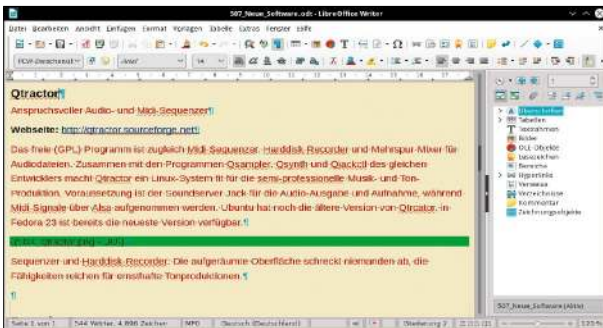 507_Neue_Software.odt - LibreOffice Writer
Datei Bearbeiten Ansicht Einfügen Format Vorlagen Tabelle Extras Fenster Hilfe
Qtractor¶
Anspruchsvoller Audio- und Midi-Sequenzer¶
Webseite: http://qtractor.sourceforge.net¶
Das freie (GPL) Programm ist zugleich Midi-Sequenzer, Harddisk-Recorder und Mehrspur-Mixer für
Audiodateien. Zusammen mit den Programmen Qsampler, Qsynth und Qjackctl des gleichen
Entwicklers macht Qtractor ein Linux-System fit für die semi-professionelle Musik- und Ton-
Produktion. Voraussetzung ist der Soundserver Jack für die Audio-Ausgabe und Aufnahme, während
Midi-Signale über Alsa aufgenommen werden. Ubuntu hat noch die ältere Version von Qtrcator, in
Fedora 23 ist bereits die neueste Version verfügbar.¶
Sequenzer und Harddisk-Recorder: Die aufgeräumte Oberfläche schreckt niemanden ab, die
Fähigkeiten reichen für ernsthafte Tonproduktionen.¶
¶
Überschriften
Tabellen
Textrahmen
Bilder
OLE-Objekte
Lesezeichen
Bereiche
Hyperlinks
Verweise
Verzeichnisse
Kommentar
Zeichnungsobjekte
507_Neue_Software (Aktiv)
Seite 1 von 1 544 Wörter, 4.096 Zeichen Deutsch (Deutschland)